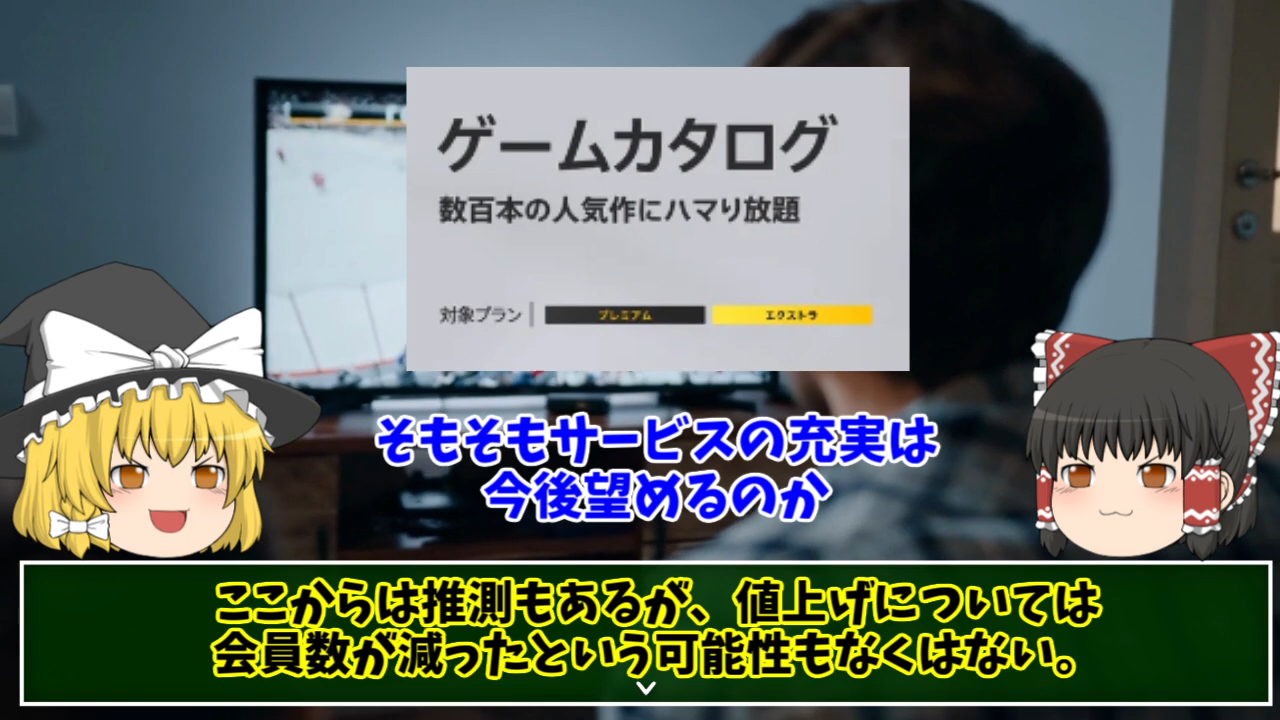 ゲームカタログ
数百本の人気作にハマり放題
対象プラン
プレミアム
エクストラ
そもそもサービスの充実は
今後望めるのか
ここからは推測もあるが、値上げについては
会員数が減ったという可能性もなくはない。